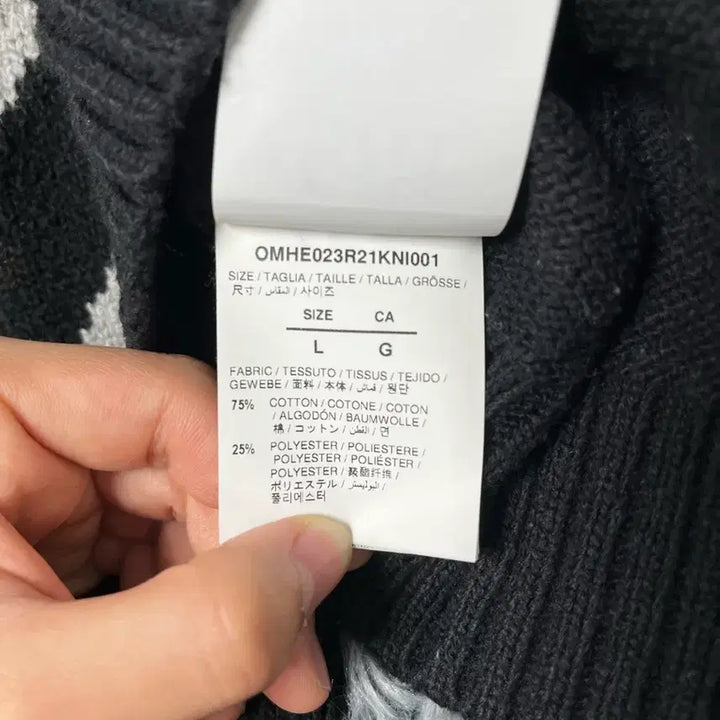 OMHE023R21KNI001
SIZE / TAGLIA / TAILLE / TALLA / GRÖSSE /
尺寸 / المقاس / 사이즈
SIZE CA
L G
FABRIC / TESSUTO / TISSUS / TEJIDO /
GEWEBE / 面料 / 本体 / قماش / 원단
75% COTTON / COTONE / COTON
/ ALGODÓN / BAUMWOLLE /
棉 / コットン / القطن / 면
25% POLYESTER / POLIESTERE /
POLYESTER / POLIÉSTER /
POLYESTER / 聚酯纤维 /
ポリエステル / البوليستر /
폴리에스터